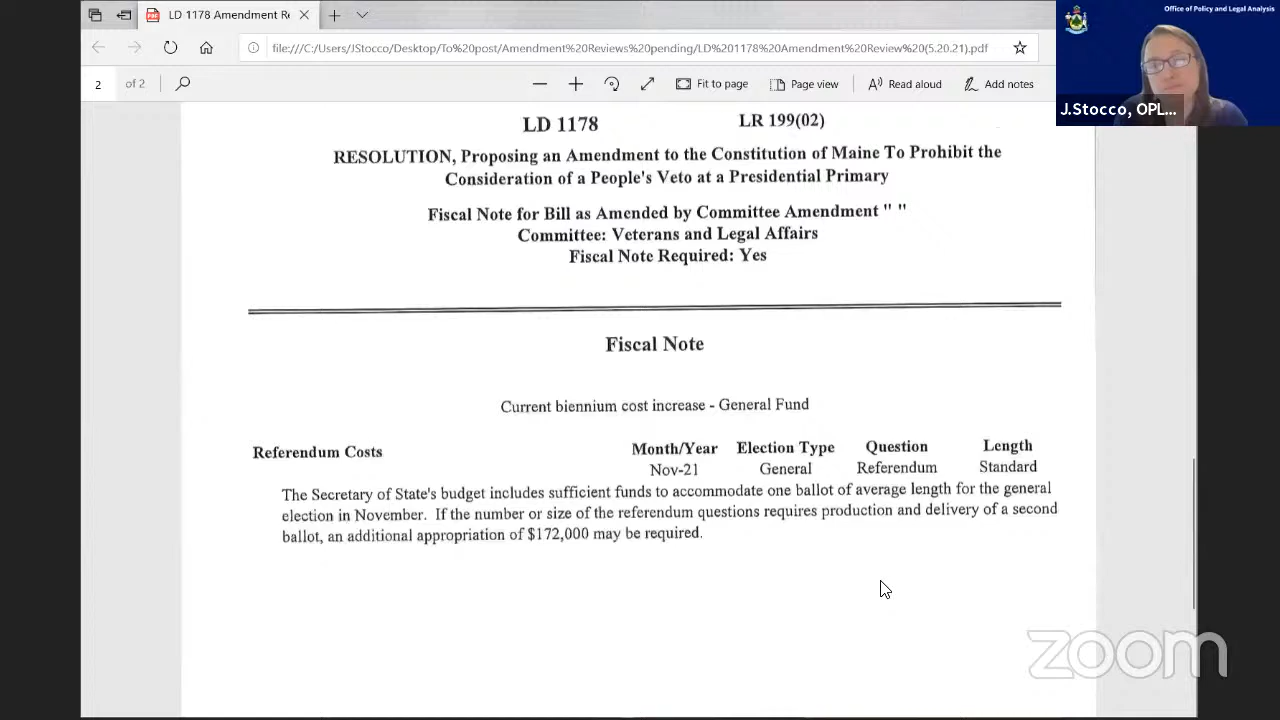 LD 1178 Amendment Re
Office of Policy and Legal Analysis
file:///C:/Users/JStocco/Desktop/To%20post/Amendment%20Reviews%20pending/LD%201178%20Amendment%20Review%20(5.20.21).pdf
2 of 2
Fit to page
Page view
Read aloud
Add notes
J.Stocco, OPL...
LD 1178 LR 199(02)
RESOLUTION, Proposing an Amendment to the Constitution of Maine To Prohibit the
Consideration of a People's Veto at a Presidential Primary
Fiscal Note for Bill as Amended by Committee Amendment " "
Committee: Veterans and Legal Affairs
Fiscal Note Required: Yes
Fiscal Note
Current biennium cost increase - General Fund
Referendum Costs Month/Year Election Type Question Length
Nov-21 General Referendum Standard
The Secretary of State's budget includes sufficient funds to accommodate one ballot of average length for the general
election in November. If the number or size of the referendum questions requires production and delivery of a second
ballot, an additional appropriation of $172,000 may be required.
zoom